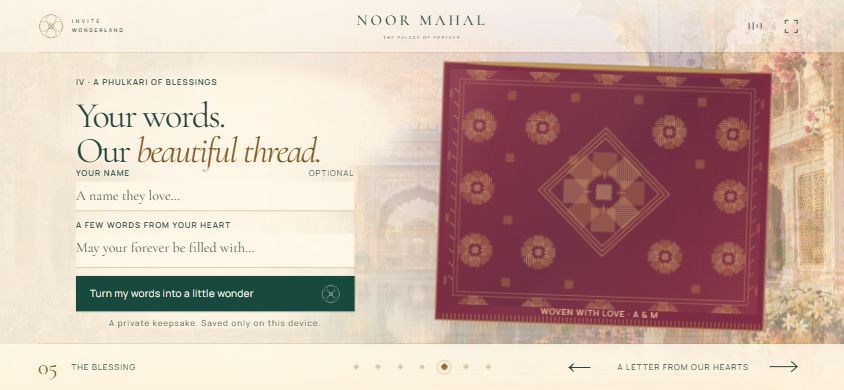 INVITE
WONDERLAND
NOOR MAHAL
THE PALACE OF FOREVER
IV · A PHULKARI OF BLESSINGS
Your words.
Our beautiful thread.
YOUR NAME
OPTIONAL
A name they love...
A FEW WORDS FROM YOUR HEART
May your forever be filled with...
Turn my words into a little wonder
A private keepsake. Saved only on this device.
WOVEN WITH LOVE · A & M
05 THE BLESSING
A LETTER FROM OUR HEARTS